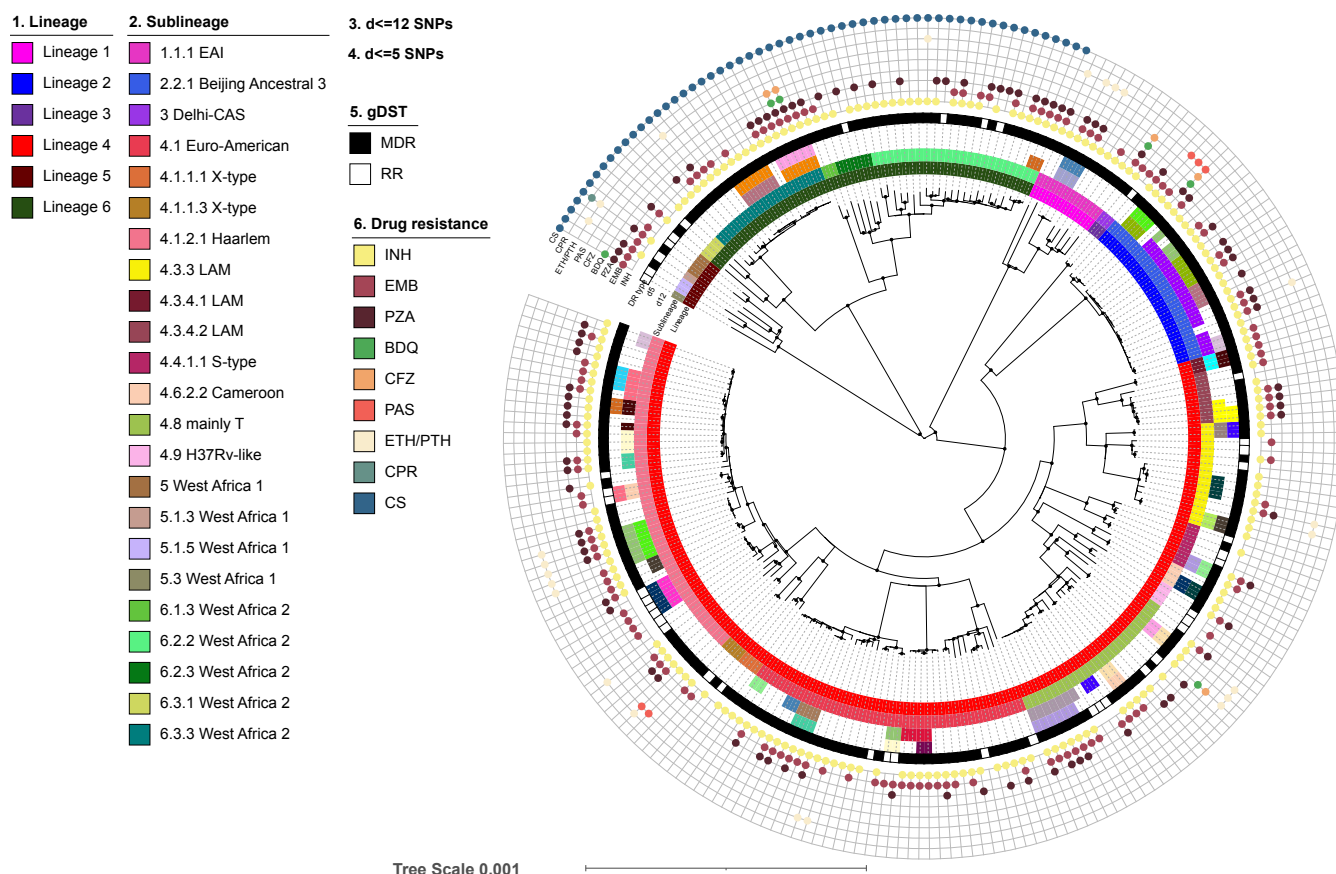 1. Lineage
Lineage 1
Lineage 2
Lineage 3
Lineage 4
Lineage 5
Lineage 6
2. Sublineage
1.1.1 EAI
2.2.1 Beijing Ancestral 3
3 Delhi-CAS
4.1 Euro-American
4.1.1.1 X-type
4.1.1.3 X-type
4.1.2.1 Haarlem
4.3.3 LAM
4.3.4.1 LAM
4.3.4.2 LAM
4.4.1.1 S-type
4.6.2.2 Cameroon
4.8 mainly T
4.9 H37Rv-like
5 West Africa 1
5.1.3 West Africa 1
5.1.5 West Africa 1
5.3 West Africa 1
6.1.3 West Africa 2
6.2.2 West Africa 2
6.2.3 West Africa 2
6.3.1 West Africa 2
6.3.3 West Africa 2
3. d<=12 SNPs
4. d<=5 SNPs
5. gDST
MDR
RR
6. Drug resistance
INH
EMB
PZA
BDQ
CFZ
PAS
ETH/PTH
CPR
CS
CS
CPR
ETH/PTH
PAS
CFZ
BDQ
PZA
EMB
INH
DR type
d5
d12
Sublineage
Lineage
Tree Scale 0.001